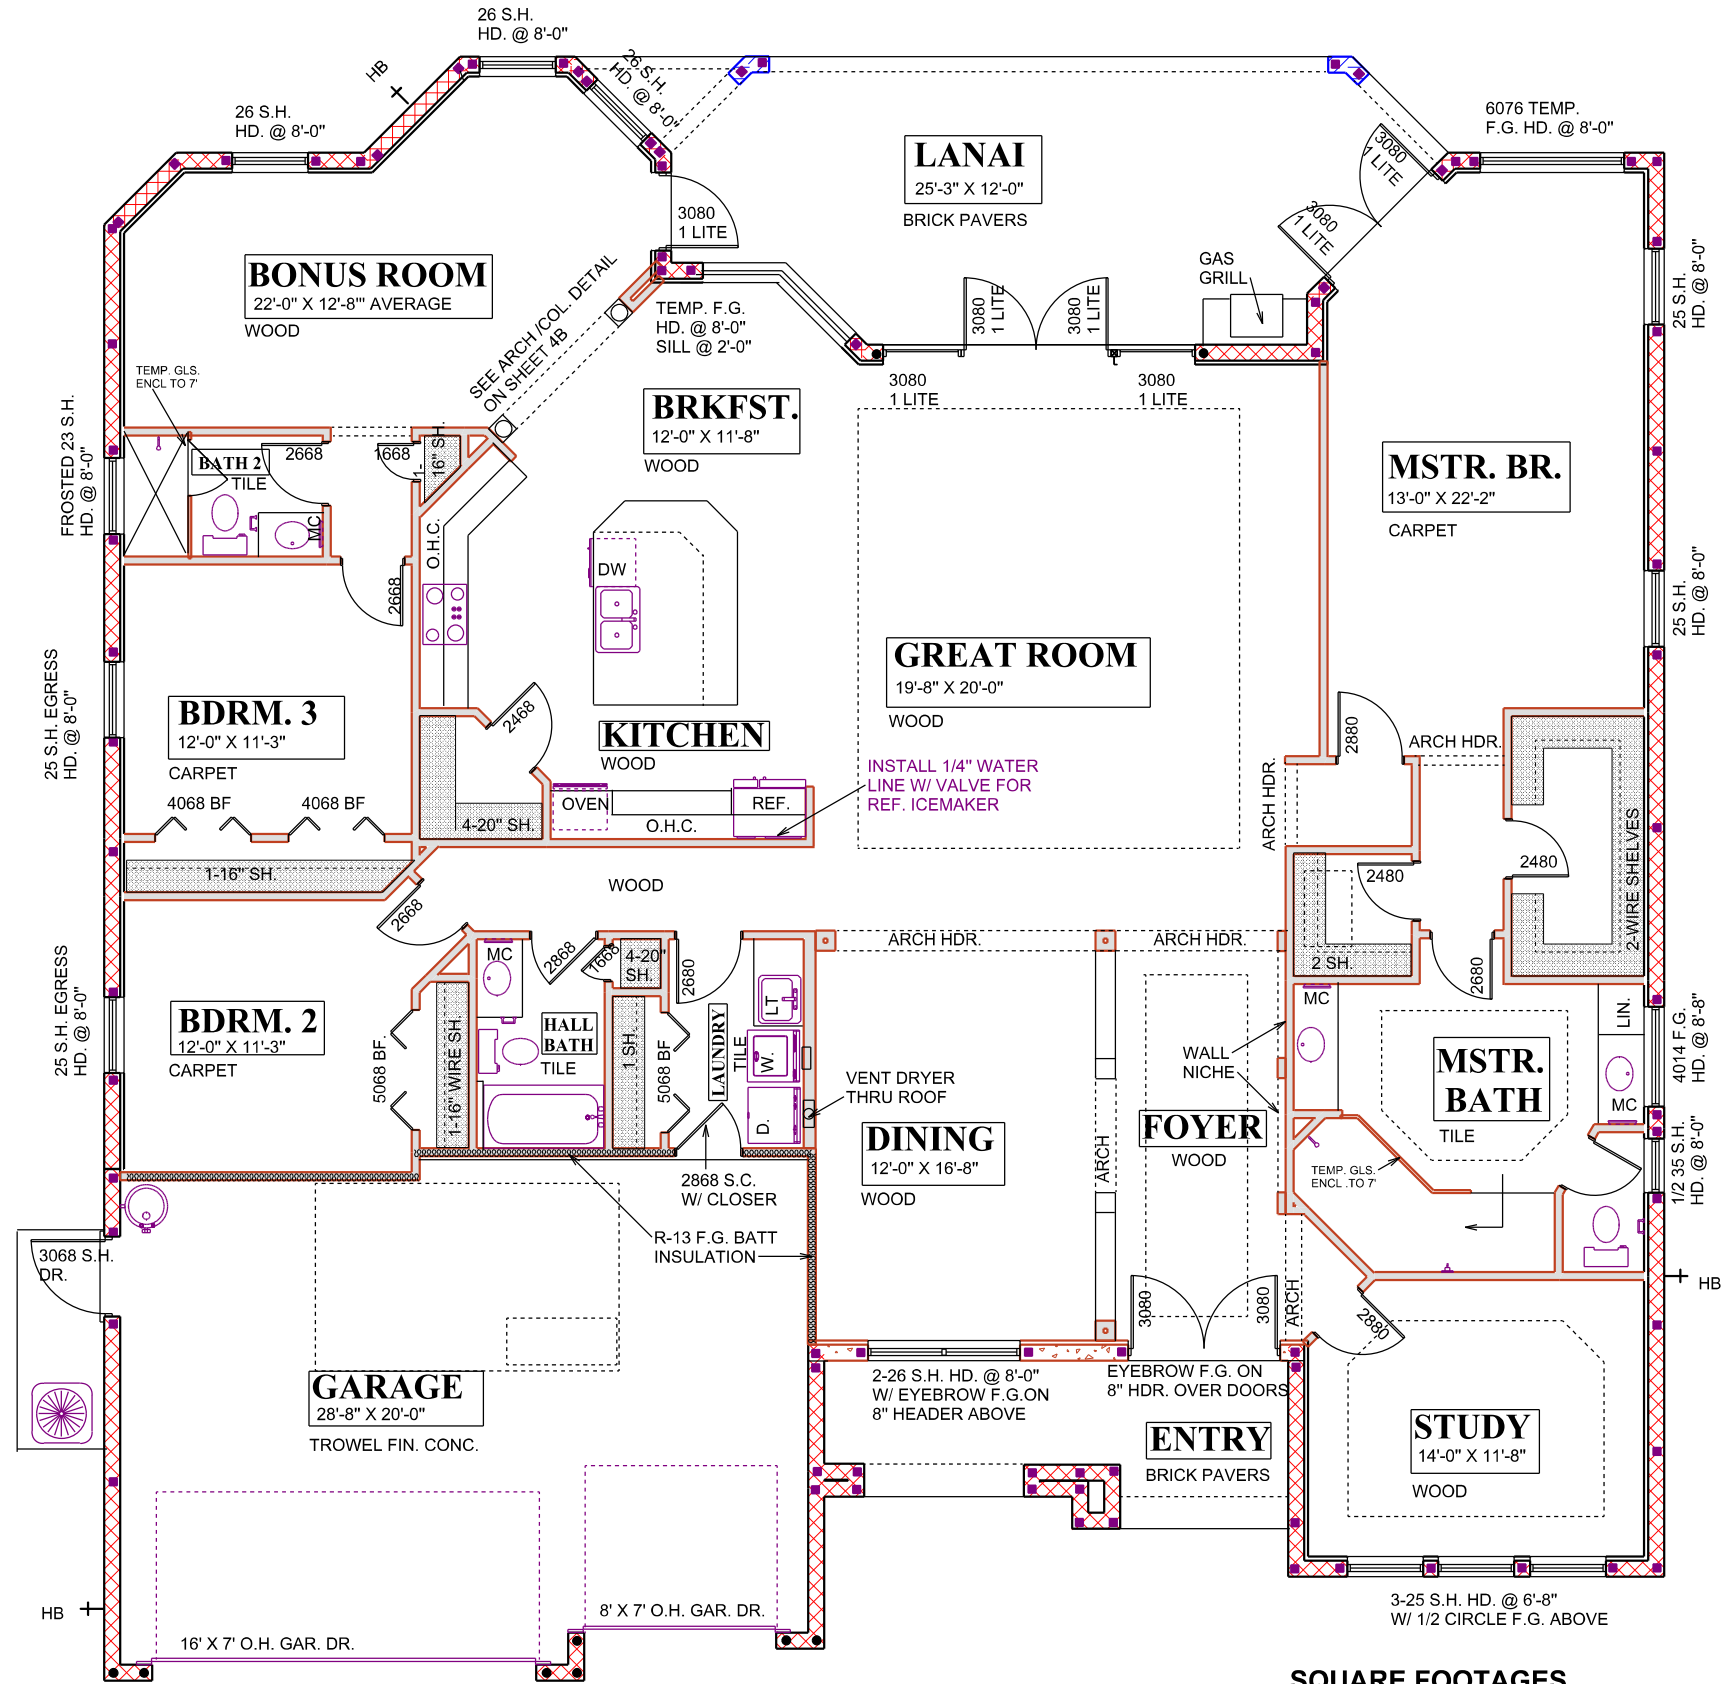 26 S.H.
HD. @ 8'-0"
HB
26 S.H.
HD. @ 8'-0"
26 S.H.
HD. @ 8'-0"
6076 TEMP.
F.G. HD. @ 8'-0"
LANAI
25'-3" X 12'-0"
BRICK PAVERS
3080
1 LITE
3080
1 LITE
3080
1 LITE
GAS
GRILL
BONUS ROOM
22'-0" X 12'-8'" AVERAGE
WOOD
SEE ARCH /COL. DETAIL
ON SHEET 4B
TEMP. F.G.
HD. @ 8'-0"
SILL @ 2'-0"
3080
1 LITE
3080
1 LITE
3080
1 LITE
3080
1 LITE
25 S.H.
HD. @ 8'-0"
TEMP. GLS.
ENCL TO 7'
BRKFST.
12'-0" X 11'-8"
WOOD
FROSTED 23 S.H.
HD. @ 8'-0"
BATH 2
TILE
2668
1668
1-
16" SH.
MC
O.H.C.
MSTR. BR.
13'-0" X 22'-2"
CARPET
DW
2668
25 S.H.
HD. @ 8'-0"
GREAT ROOM
19'-8" X 20'-0"
WOOD
25 S.H. EGRESS
HD. @ 8'-0"
BDRM. 3
12'-0" X 11'-3"
CARPET
2468
KITCHEN
WOOD
2880
ARCH HDR.
INSTALL 1/4" WATER
LINE W/ VALVE FOR
REF. ICEMAKER
4068 BF
4068 BF
OVEN
REF.
4-20" SH.
O.H.C.
ARCH HDR.
2480
2480
2-WIRE SHELVES
1-16" SH.
WOOD
2668
ARCH HDR.
ARCH HDR.
2 SH.
MC
2868
1668
4-20"
SH.
2680
2680
25 S.H. EGRESS
HD. @ 8'-0"
BDRM. 2
12'-0" X 11'-3"
CARPET
5068 BF.
1-16" WIRE SH.
HALL
BATH
TILE
1 SH.
5068 BF
LAUNDRY
TILE
LT
W.
D.
MC
LIN.
4014 F.G.
HD. @ 8'-8"
MSTR.
BATH
TILE
MC
WALL
NICHE
VENT DRYER
THRU ROOF
DINING
12'-0" X 16'-8"
WOOD
ARCH
FOYER
WOOD
TEMP. GLS.
ENCL .TO 7'
1/2 35 S.H.
HD. @ 8'-0"
2868 S.C.
W/ CLOSER
R-13 F.G. BATT
INSULATION
3068 S.H.
DR.
3080
3080
ARCH
2880
HB
GARAGE
28'-8" X 20'-0"
TROWEL FIN. CONC.
2-26 S.H. HD. @ 8'-0"
W/ EYEBROW F.G.ON
8" HEADER ABOVE
EYEBROW F.G. ON
8" HDR. OVER DOORS
ENTRY
BRICK PAVERS
STUDY
14'-0" X 11'-8"
WOOD
HB
8' X 7' O.H. GAR. DR.
16' X 7' O.H. GAR. DR.
3-25 S.H. HD. @ 6'-8"
W/ 1/2 CIRCLE F.G. ABOVE
SQUARE FOOTAGES